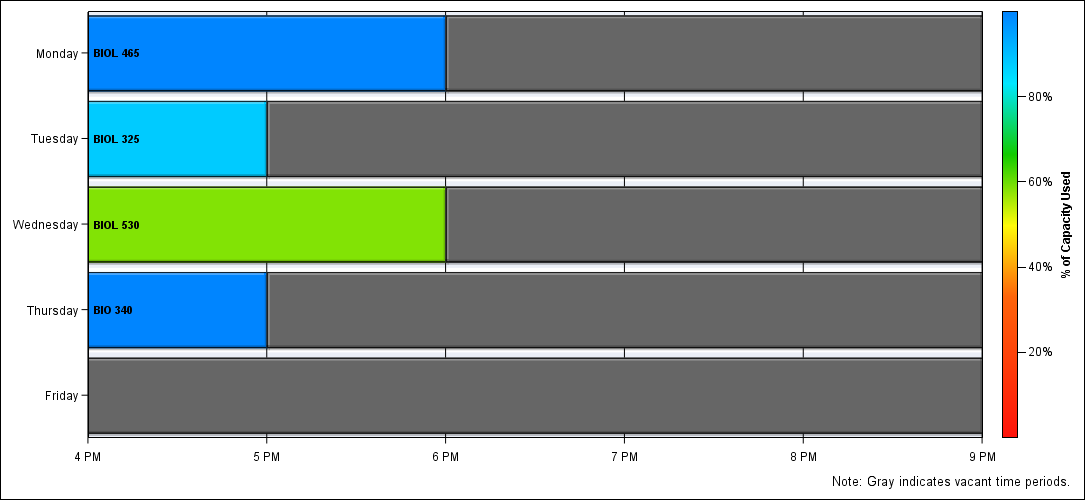 Monday
BIOL 465
Tuesday
BIOL 325
Wednesday
BIOL 530
Thursday
BIO 340
Friday
4 PM 5 PM 6 PM 7 PM 8 PM 9 PM
80%
60%
40%
20%
% of Capacity Used
Note: Gray indicates vacant time periods.